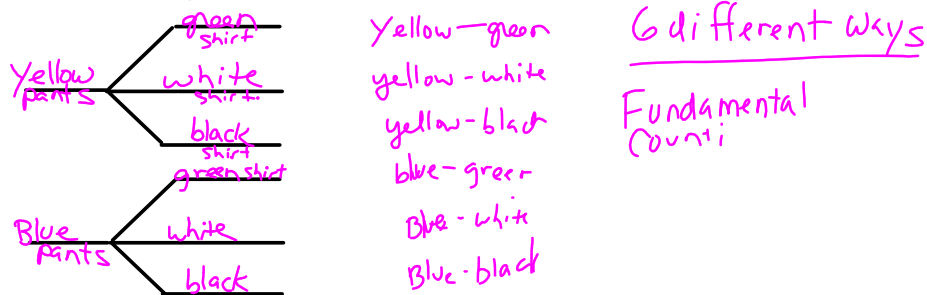 green
shirt
Yellow
pants
white
shirt.
black
shirt
green shirt
Blue
pants
white
black
Yellow-green
yellow-white
yellow-black
blue-green
Blue-white
Blue-black
6 different ways
Fundamental
Counti